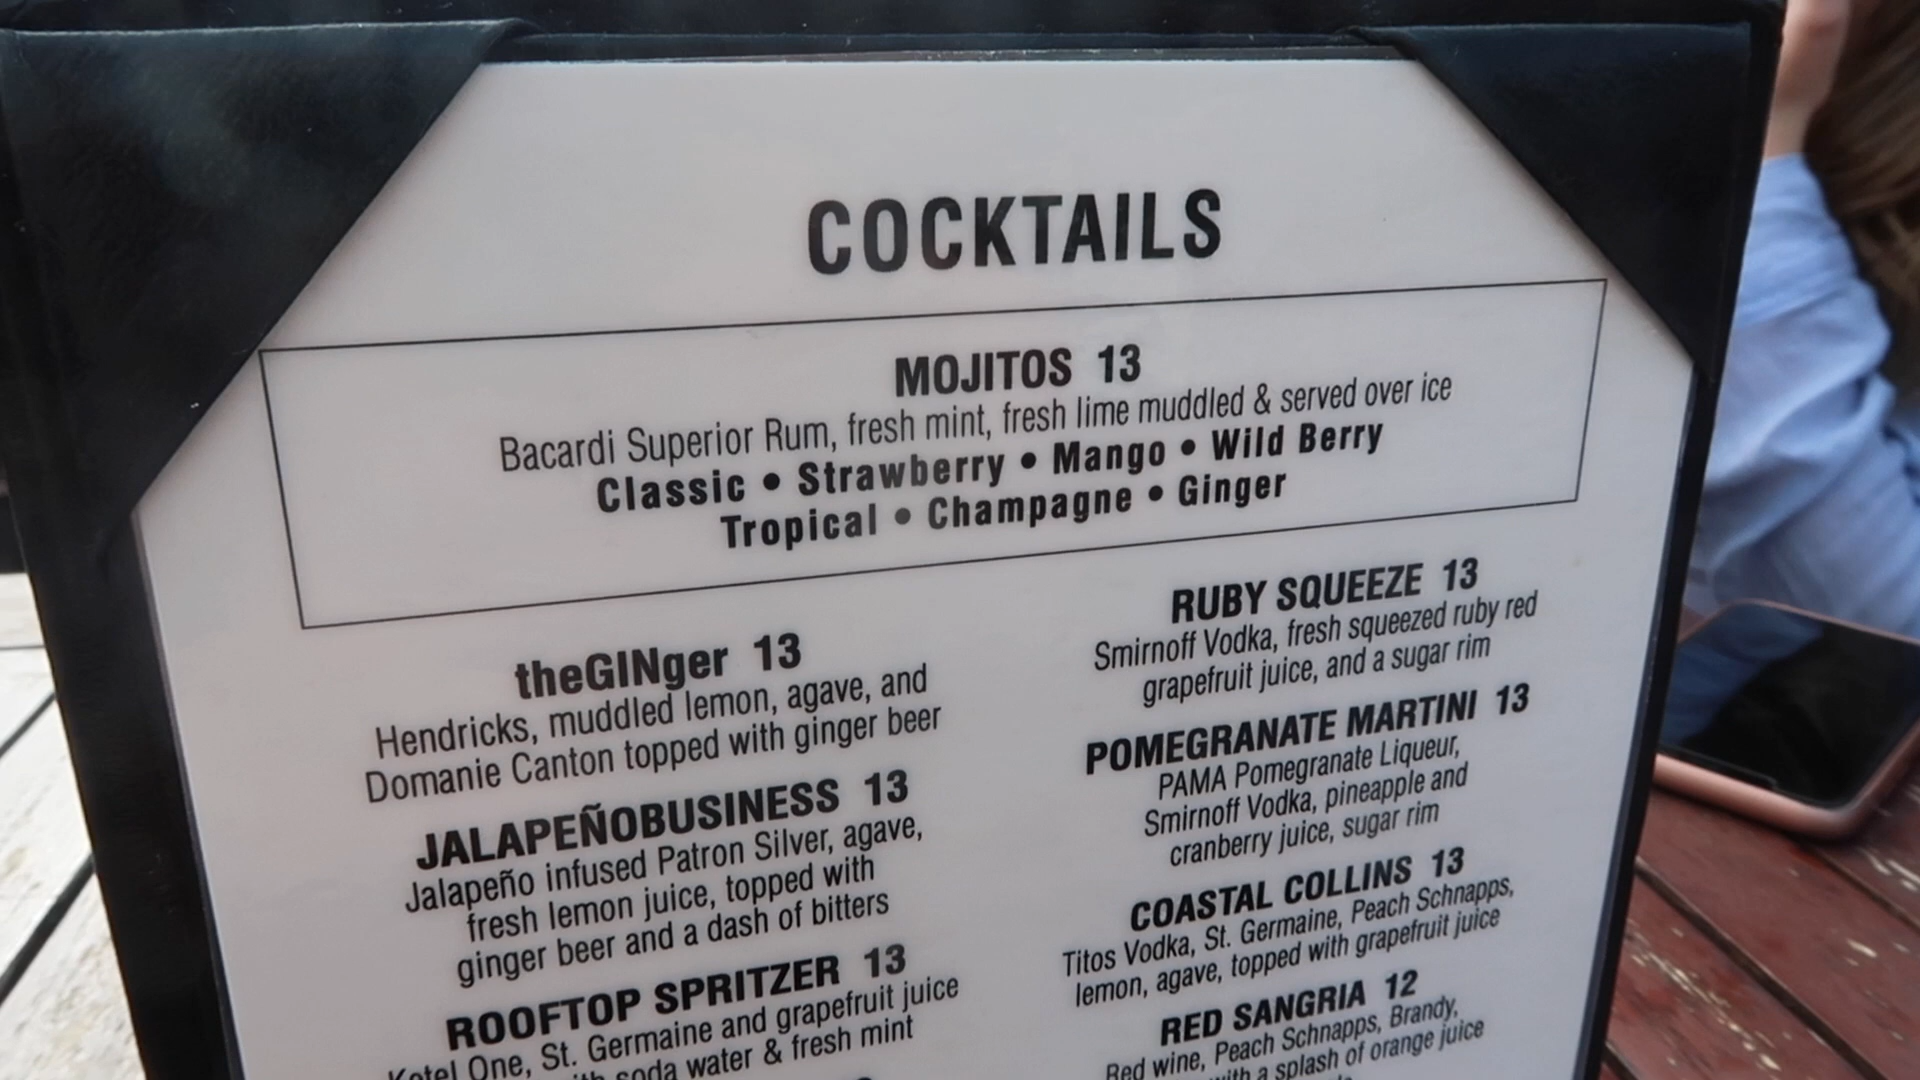 COCKTAILS
MOJITOS 13
Bacardi Superior Rum, fresh mint, fresh lime muddled & served over ice
Classic • Strawberry • Mango • Wild Berry
Tropical • Champagne • Ginger
theGINger 13
Hendricks, muddled lemon, agave, and
Domanie Canton topped with ginger beer
JALAPEÑOBUSINESS 13
Jalapeño infused Patron Silver, agave,
fresh lemon juice, topped with
ginger beer and a dash of bitters
ROOFTOP SPRITZER 13
Ketel One, St. Germaine and grapefruit juice
soda water & fresh mint
RUBY SQUEEZE 13
Smirnoff Vodka, fresh squeezed ruby red
grapefruit juice, and a sugar rim
POMEGRANATE MARTINI 13
PAMA Pomegranate Liqueur,
Smirnoff Vodka, pineapple and
cranberry juice, sugar rim
COASTAL COLLINS 13
Titos Vodka, St. Germaine, Peach Schnapps,
lemon, agave, topped with grapefruit juice
RED SANGRIA 12
Red wine, Peach Schnapps, Brandy,
with a splash of orange juice